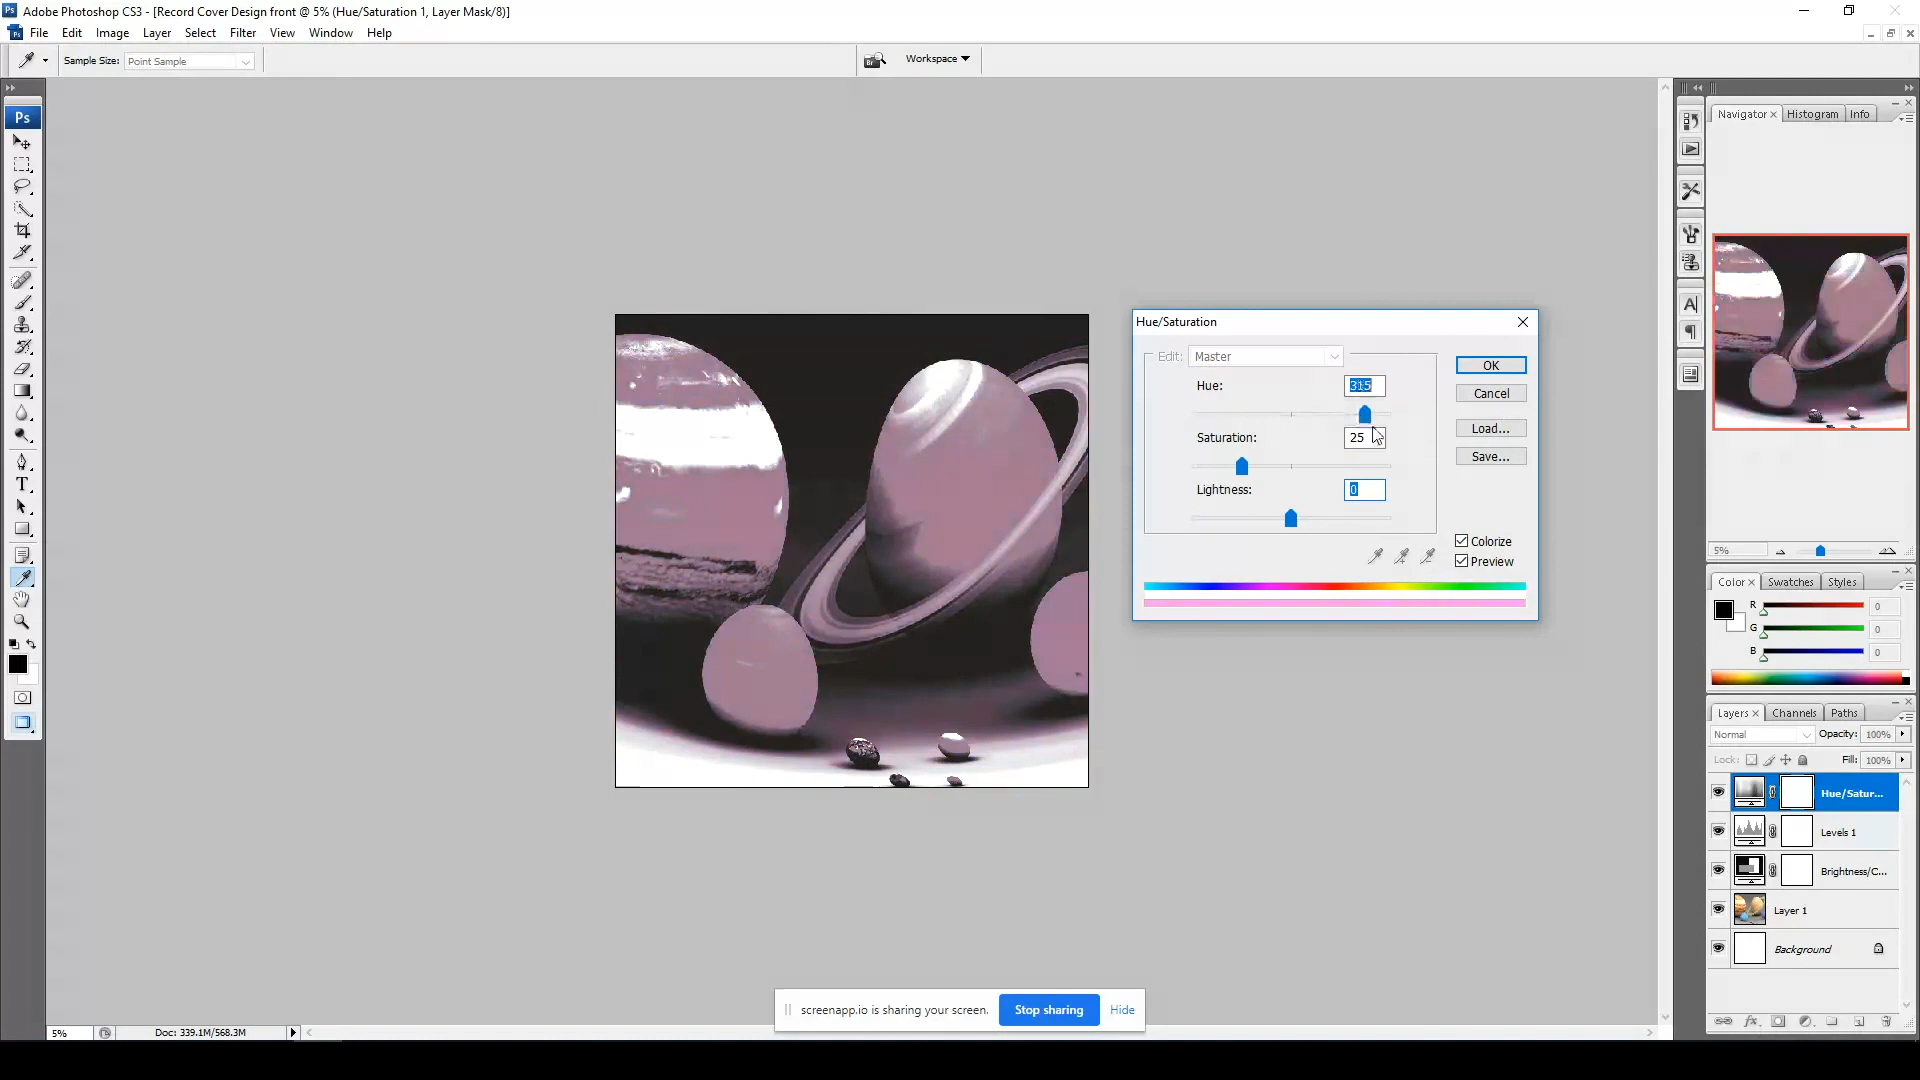 Ps Adobe Photoshop CS3 - [Record Cover Design front @ 5% (Hue/Saturation 1, Layer Mask/8)]
Ps File Edit Image Layer Select Filter View Window Help
Sample Size: Point Sample Br Workspace
Ps
Navigator Histogram Info
Hue/Saturation
Edit: Master
OK
Hue: 315
Cancel
Load...
Saturation: 25
Save...
Lightness: 0
Colorize
Preview
5%
Color Swatches Styles
R 0
G 0
B 0
Layers Channels Paths
Normal Opacity: 100%
Lock: Fill: 100%
Hue/Satur...
Levels 1
Brightness/C...
Layer 1
Background
screenapp.io is sharing your screen. Stop sharing Hide
5% Doc: 339.1M/568.3M